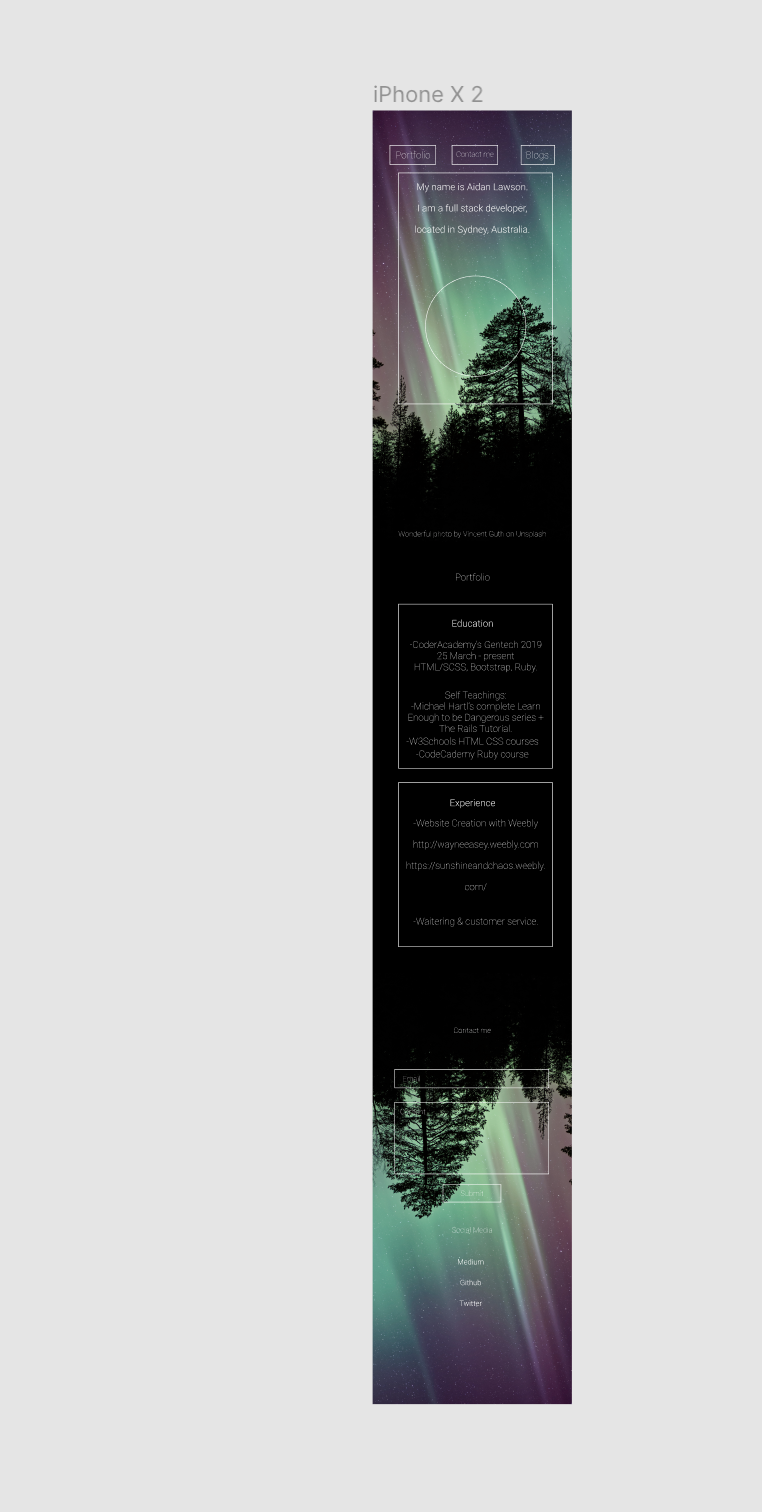 iPhone X 2
Portfolio
Contact me
Blogs
My name is Aidan Lawson.
I am a full stack developer,
located in Sydney, Australia.
Wonderful photo by Vincent Guth on Unsplash
Portfolio
Education
-CoderAcademy's Gentech 2019
25 March - present
HTML/SCSS, Bootstrap, Ruby.
Self Teachings:
-Michael Hartl's complete Learn
Enough to be Dangerous series +
The Rails Tutorial.
-W3Schools HTML CSS courses
-CodeCademy Ruby course
Experience
-Website Creation with Weebly
http://wayneeasey.weebly.com
https://sunshineandchaos.weebly.
com/
-Waitering & customer service.
Contact me
Email
Submit
Social Media
Medium
Github
Twitter